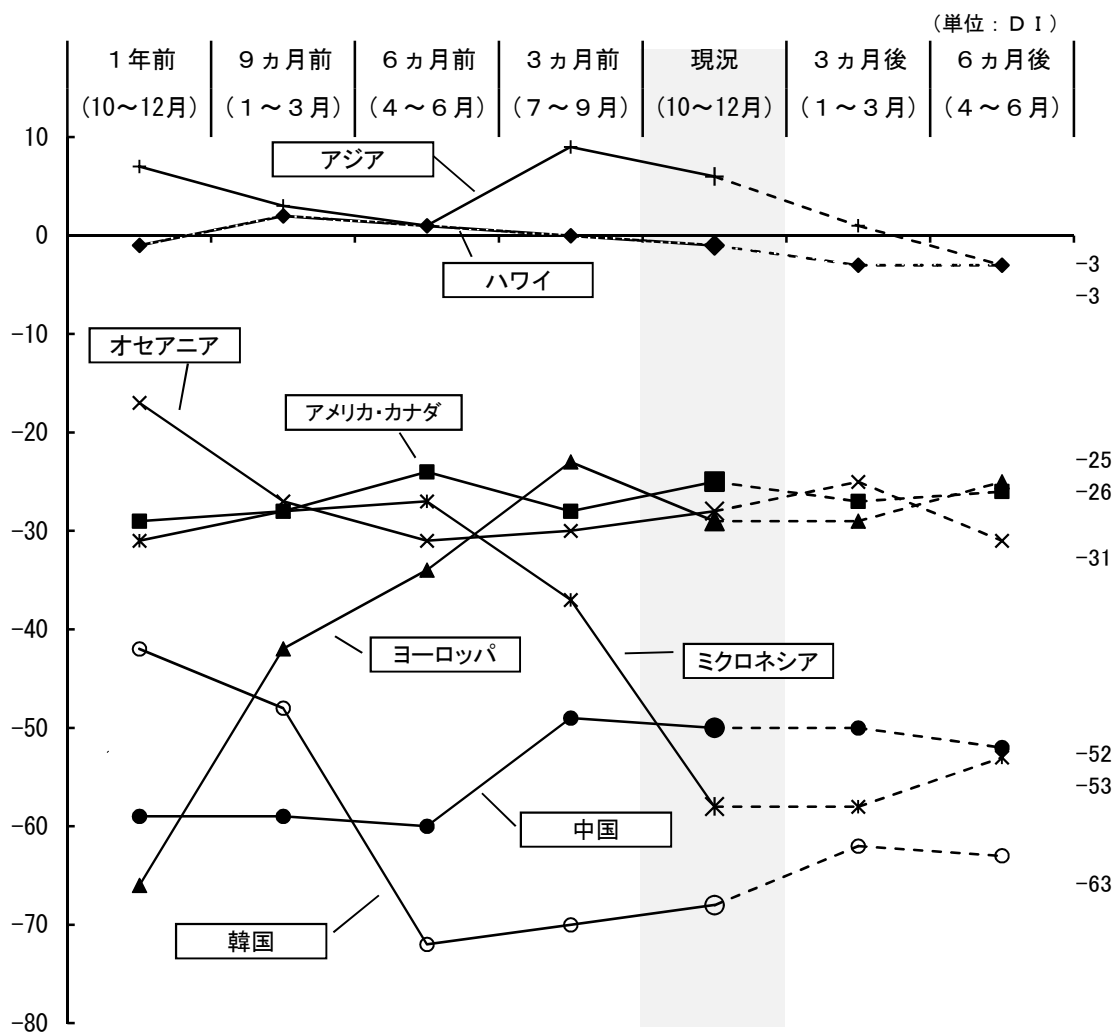 (単位：ＤＩ)
１年前
９ヵ月前
６ヵ月前
３ヵ月前
現況
３ヵ月後
６ヵ月後
(10～12月)
(１～３月)
(４～６月)
(７～９月)
(10～12月)
(１～３月)
(４～６月)
10
アジア
0
-3
ハワイ
-3
-10
オセアニア
アメリカ・カナダ
-20
-25
-26
-30
-31
-40
ヨーロッパ
ミクロネシア
-50
-52
-53
中国
-60
-63
-70
韓国
-80